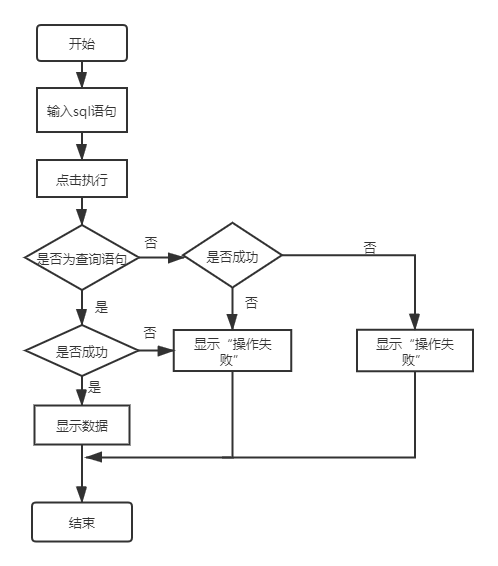 开始
输入sql语句
点击执行
是否为查询语句
否
是否成功
否
是
否
是否成功
否
显示“操作失
败”
显示“操作失
败”
是
显示数据
结束